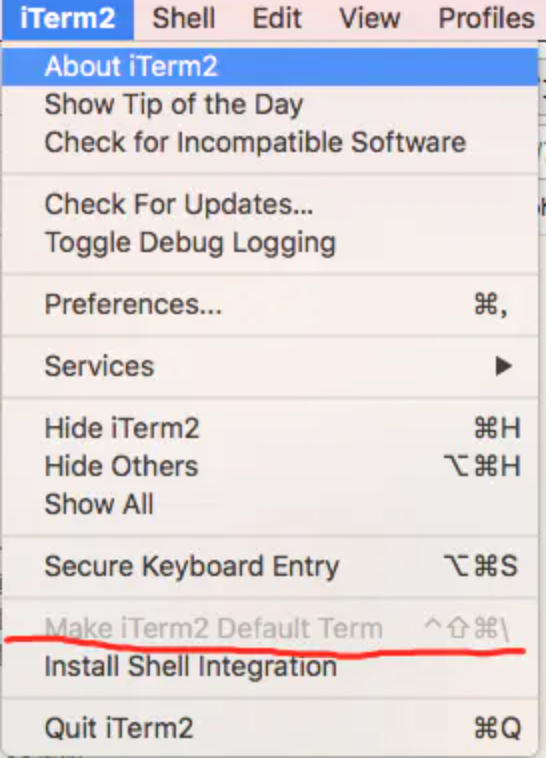 iTerm2 Shell Edit View Profiles
About iTerm2
Show Tip of the Day
Check for Incompatible Software
Check For Updates...
Toggle Debug Logging
Preferences... ⌘,
Services ▶
Hide iTerm2 ⌘H
Hide Others ⌥⌘H
Show All
Secure Keyboard Entry ⌥⌘S
Make iTerm2 Default Term ^⇧⌘\
Install Shell Integration
Quit iTerm2 ⌘Q